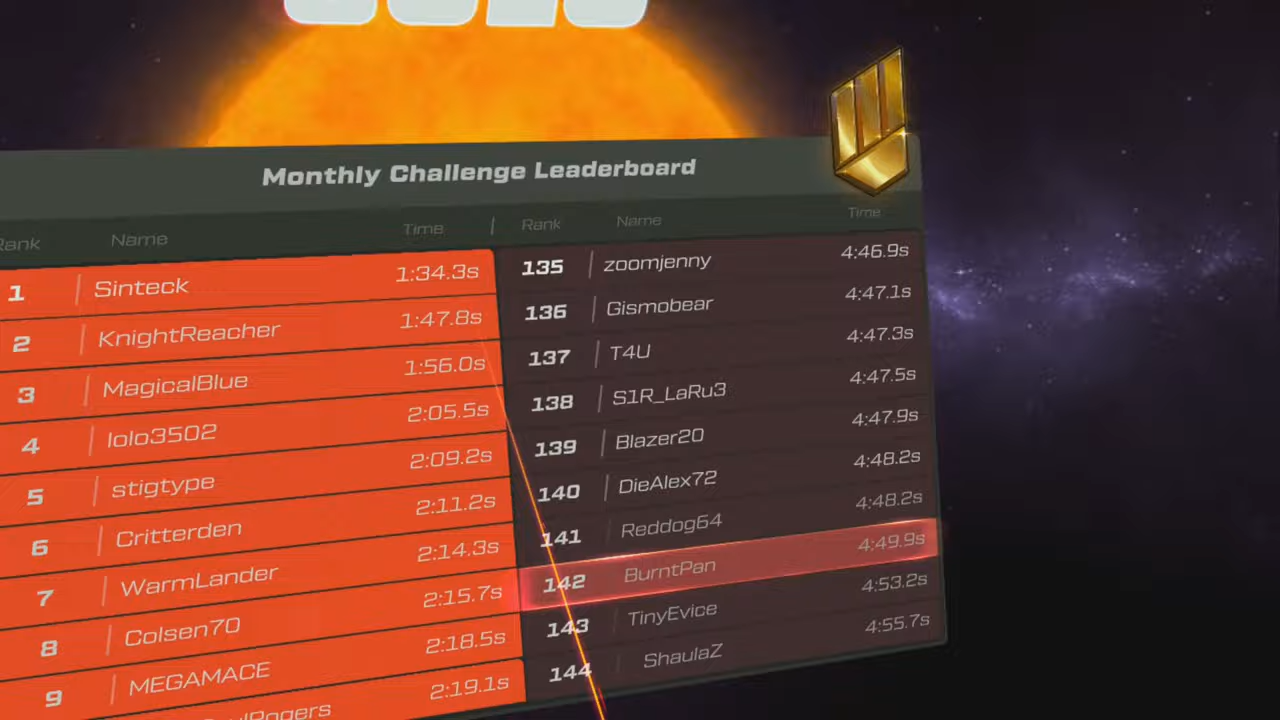 Monthly Challenge Leaderboard
Rank Name Time
1 Sinteck 1:34.3s
2 KnightReacher 1:47.8s
3 MagicalBlue 1:56.0s
4 lolo3502 2:05.5s
5 stigtype 2:09.2s
6 Critterden 2:11.2s
7 WarmLander 2:14.3s
8 Colsen70 2:15.7s
9 MEGAMACE 2:18.5s
2:19.1s
Rank Name Time
135 zoomjenny 4:46.9s
136 Gismobear 4:47.1s
137 T4U 4:47.3s
138 S1R_LaRu3 4:47.5s
139 Blazer20 4:47.9s
140 DieAlex72 4:48.2s
141 Reddog64 4:48.2s
142 BurntPan 4:49.9s
143 TinyEvice 4:53.2s
144 ShaulaZ 4:55.7s